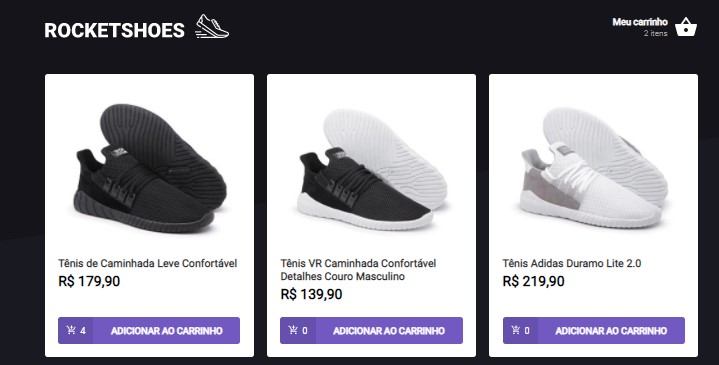 ROCKETSHOES
Meu carrinho
2 itens
Tênis de Caminhada Leve Confortável
R$ 179,90
4 ADICIONAR AO CARRINHO
Tênis VR Caminhada Confortável
Detalhes Couro Masculino
R$ 139,90
0 ADICIONAR AO CARRINHO
Tênis Adidas Duramo Lite 2.0
R$ 219,90
0 ADICIONAR AO CARRINHO